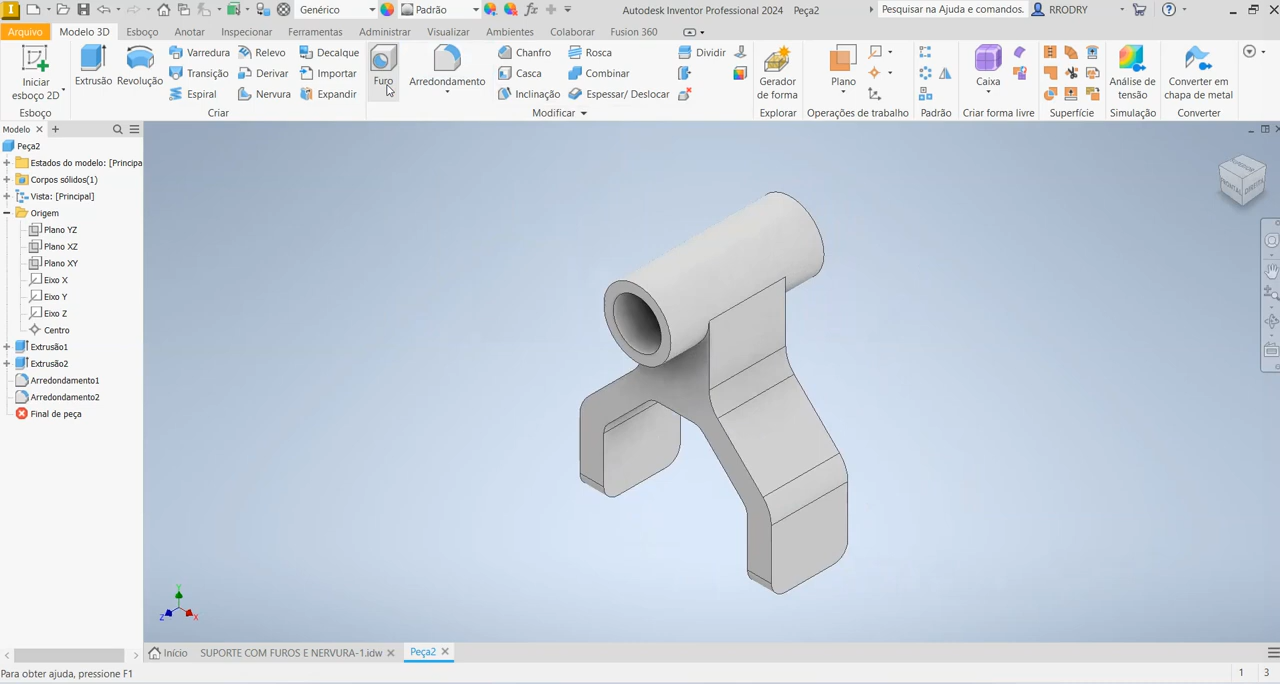 Genérico
Padrão
Autodesk Inventor Professional 2024 Peça2
Pesquisar na Ajuda e comandos.
RRODRY
Arquivo Modelo 3D Esboço Anotar Inspecionar Ferramentas Administrar Visualizar Ambientes Colaborar Fusion 360
Iniciar
esboço 2D
Esboço
Extrusão
Revolução
Varredura
Relevo
Decalque
Transição
Derivar
Importar
Espiral
Nervura
Expandir
Criar
Furo
Arredondamento
Chanfro
Rosca
Dividir
Casca
Combinar
Inclinação
Espessar/ Deslocar
Modificar
Gerador
de forma
Explorar
Plano
Operações de trabalho
Padrão
Caixa
Criar forma livre
Superfície
Análise de
tensão
Simulação
Converter em
chapa de metal
Converter
Modelo
Peça2
Estados do modelo: [Principa
Corpos sólidos(1)
Vista: [Principal]
Origem
Plano YZ
Plano XZ
Plano XY
Eixo X
Eixo Y
Eixo Z
Centro
Extrusão1
Extrusão2
Arredondamento1
Arredondamento2
Final de peça
FRONTAL DIREITA
Y
Z
X
Início
SUPORTE COM FUROS E NERVURA-1.idw
Peça2
Para obter ajuda, pressione F1
1
3